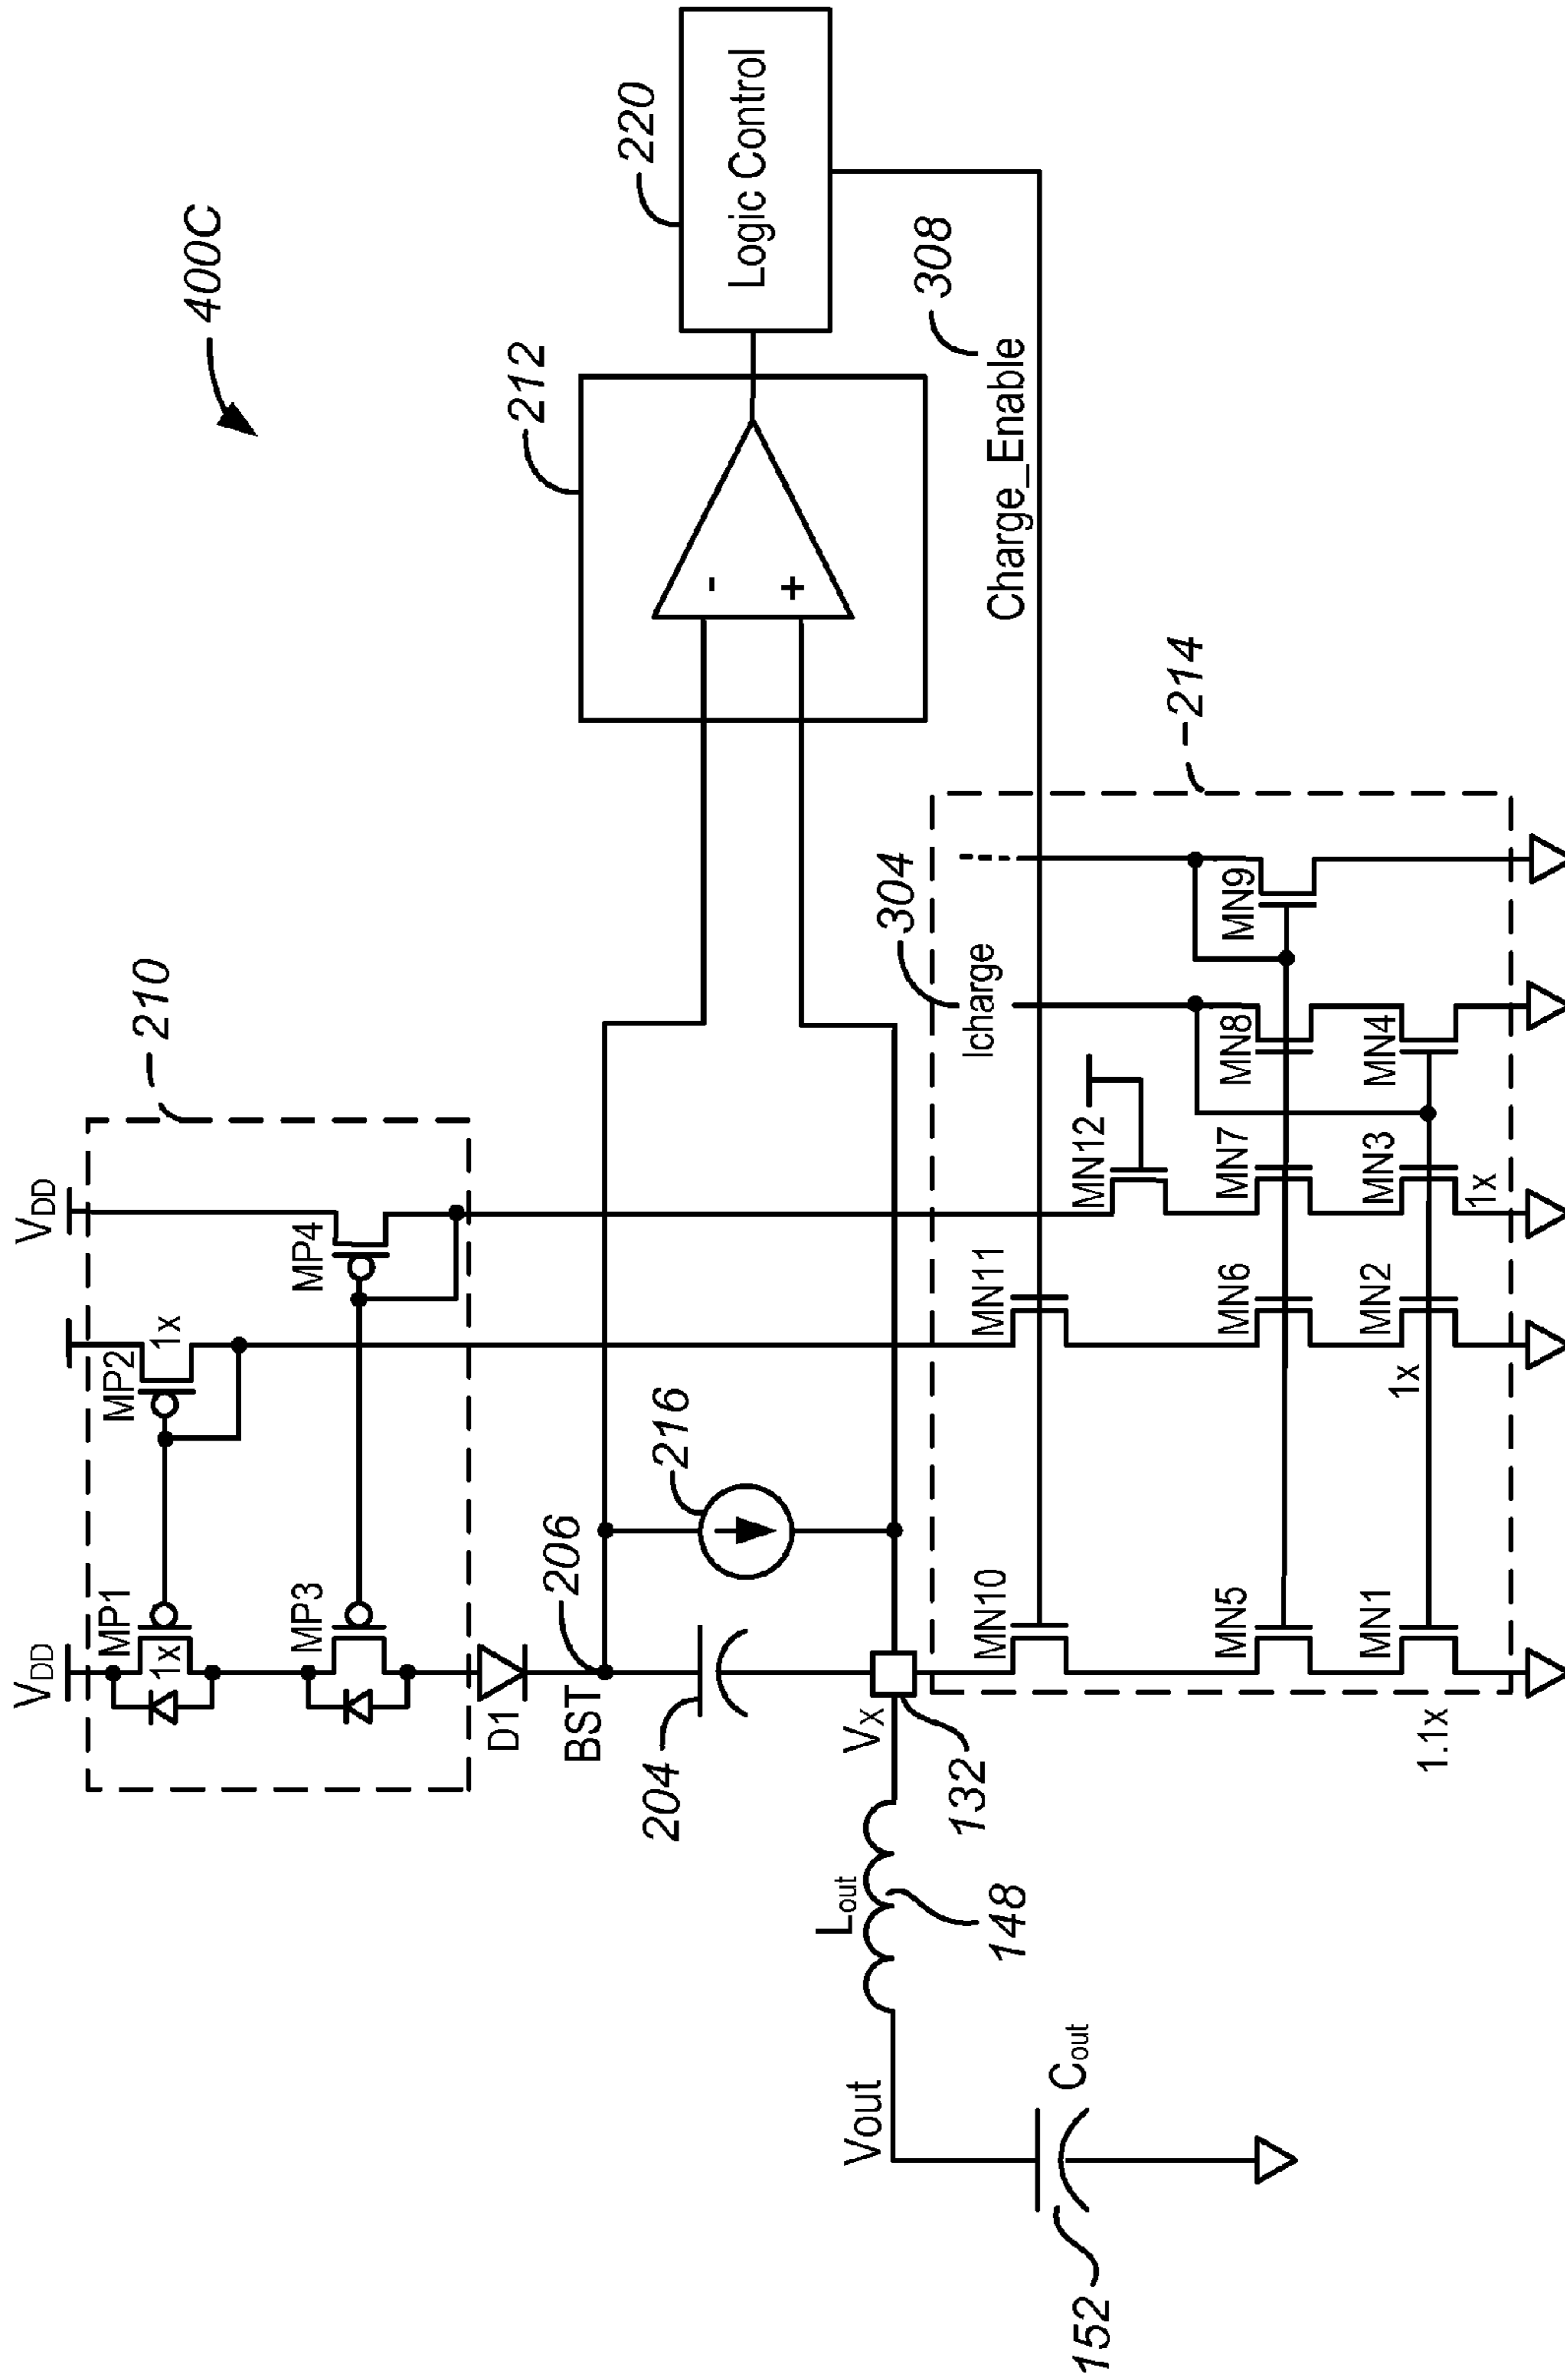 400C
210
VDD
VDD
MP1
1x
MP2
1x
MP3
MP4
D1
206
BST
216
204
212
-
+
220
Logic Control
Charge_Enable
308
VX
132
Lout
148
Vout
Cout
152
304
Icharge
214
MN10
MN11
MN12
MN5
MN6
MN7
MN8
MN9
MN1
MN2
MN3
MN4
1.1x
1x
1x